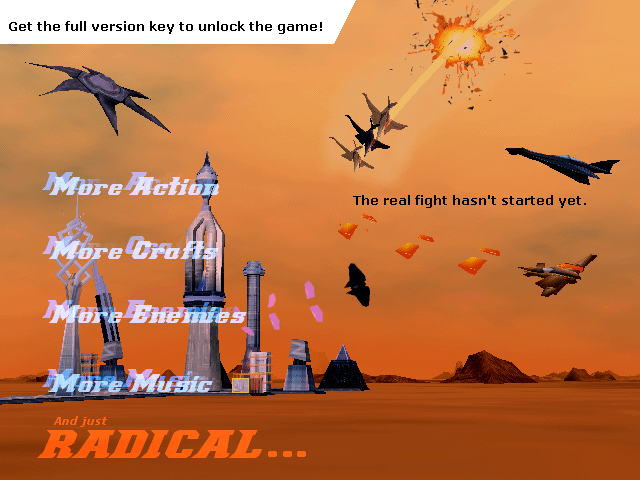 Get the full version key to unlock the game!
More Action
The real fight hasn't started yet.
More Crafts
More Enemies
More Music
And just
RADICAL...